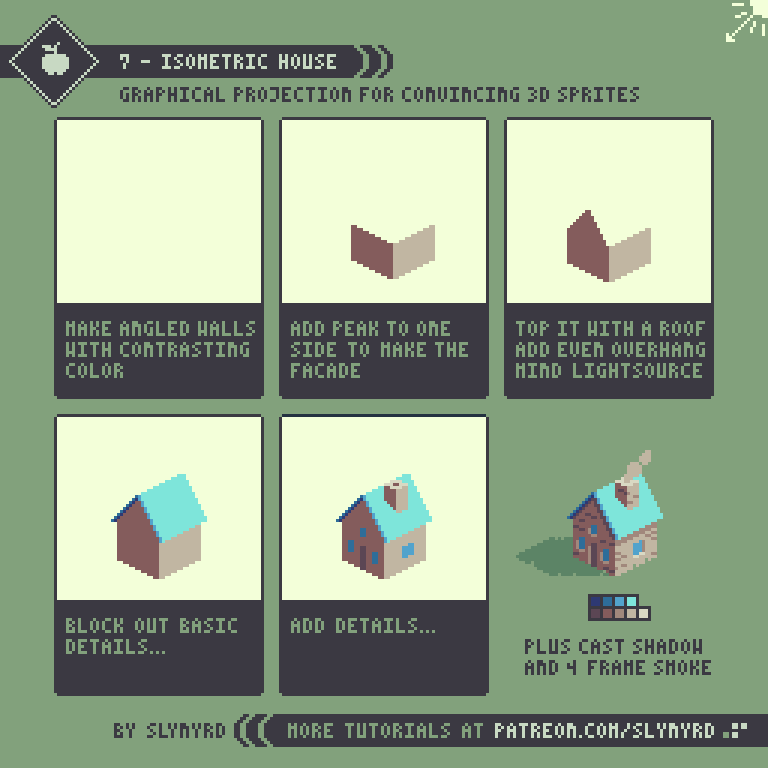 7 - ISOMETRIC HOUSE
GRAPHICAL PROJECTION FOR CONVINCING 3D SPRITES
MAKE ANGLED WALLS
WITH CONTRASTING
COLOR
ADD PEAK TO ONE
SIDE TO MAKE THE
FACADE
TOP IT WITH A ROOF
ADD EVEN OVERHANG
MIND LIGHTSOURCE
BLOCK OUT BASIC
DETAILS...
ADD DETAILS...
PLUS CAST SHADOW
AND 4 FRAME SMOKE
BY SLYNYRD
MORE TUTORIALS AT PATREON.COM/SLYNYRD